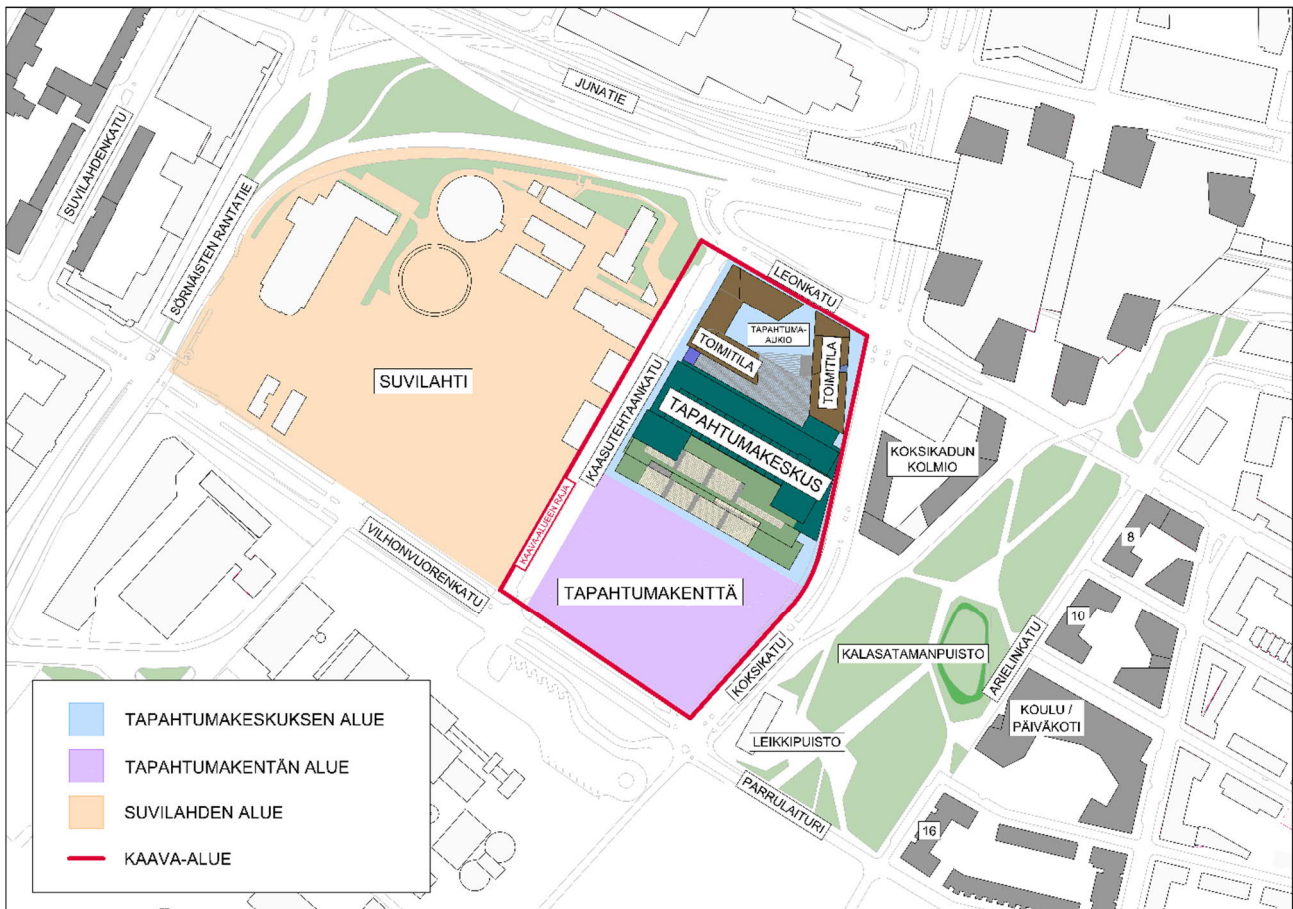 JUNATIE
SUVILAHDENKATU
SÖRNÄISTEN RANTATIE
LEONKATU
TAPAHTUMA-
AUKIO
TOIMITILA
TOIMITILA
SUVILAHTI
KAASUTEHTAANKATU
TAPAHTUMAKESKUS
KOKSIKADUN
KOLMIO
KAAVA-ALUEEN RAJA
VILHONVUORENKATU
TAPAHTUMAKENTTÄ
8
10
KOKSIKATU
KALASATAMANPUISTO
ARIELINKATU
KOULU /
PÄIVÄKOTI
LEIKKIPUISTO
PARRULAITURI
16
TAPAHTUMAKESKUKSEN ALUE
TAPAHTUMAKENTÄN ALUE
SUVILAHDEN ALUE
KAAVA-ALUE